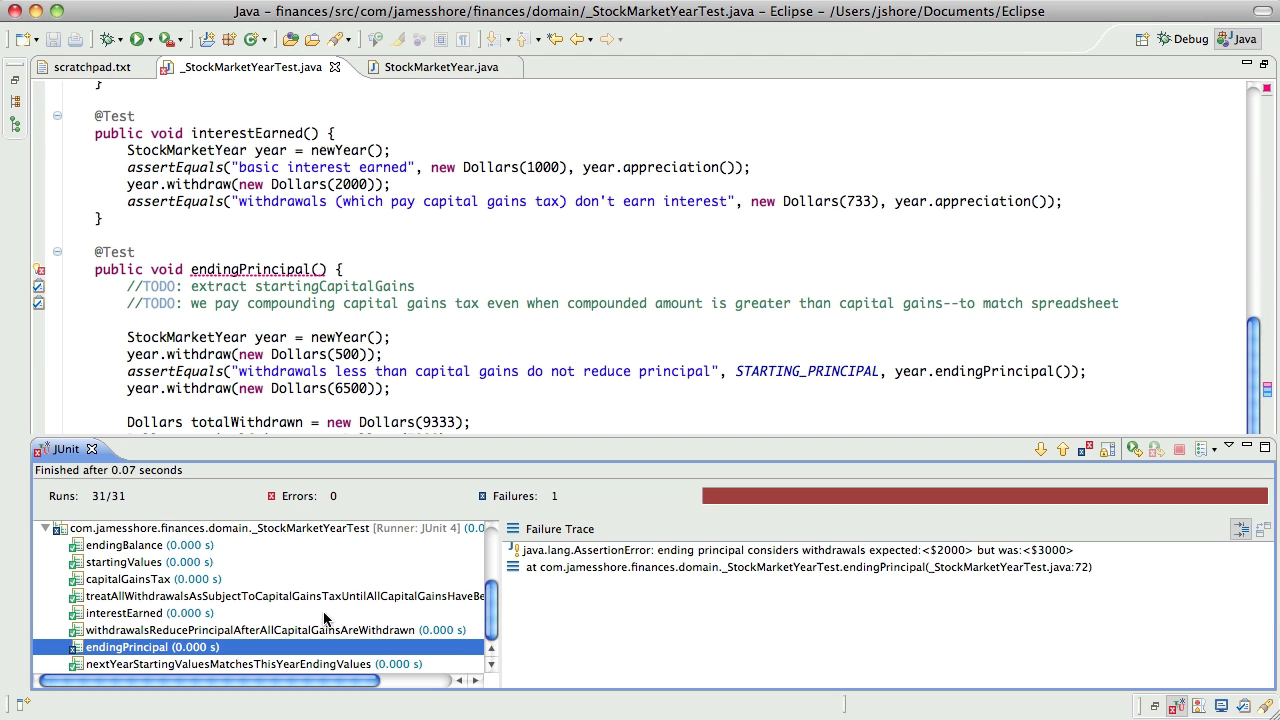 Java – finances/src/com/jamesshore/finances/domain/_StockMarketYearTest.java – Eclipse – /Users/jshore/Documents/Eclipse
Debug Java
scratchpad.txt _StockMarketYearTest.java StockMarketYear.java
}
@Test
public void interestEarned() {
StockMarketYear year = newYear();
assertEquals("basic interest earned", new Dollars(1000), year.appreciation());
year.withdraw(new Dollars(2000));
assertEquals("withdrawals (which pay capital gains tax) don't earn interest", new Dollars(733), year.appreciation());
}
@Test
public void endingPrincipal() {
//TODO: extract startingCapitalGains
//TODO: we pay compounding capital gains tax even when compounded amount is greater than capital gains--to match spreadsheet
StockMarketYear year = newYear();
year.withdraw(new Dollars(500));
assertEquals("withdrawals less than capital gains do not reduce principal", STARTING_PRINCIPAL, year.endingPrincipal());
year.withdraw(new Dollars(6500));
Dollars totalWithdrawn = new Dollars(9333);
JUnit
Finished after 0.07 seconds
Runs: 31/31 Errors: 0 Failures: 1
com.jamesshore.finances.domain._StockMarketYearTest [Runner: JUnit 4] (0.0
Failure Trace
endingBalance (0.000 s)
startingValues (0.000 s)
capitalGainsTax (0.000 s)
treatAllWithdrawalsAsSubjectToCapitalGainsTaxUntilAllCapitalGainsHaveBe
interestEarned (0.000 s)
withdrawalsReducePrincipalAfterAllCapitalGainsAreWithdrawn (0.000 s)
endingPrincipal (0.000 s)
nextYearStartingValuesMatchesThisYearEndingValues (0.000 s)
java.lang.AssertionError: ending principal considers withdrawals expected:<$2000> but was:<$3000>
at com.jamesshore.finances.domain._StockMarketYearTest.endingPrincipal(_StockMarketYearTest.java:72)